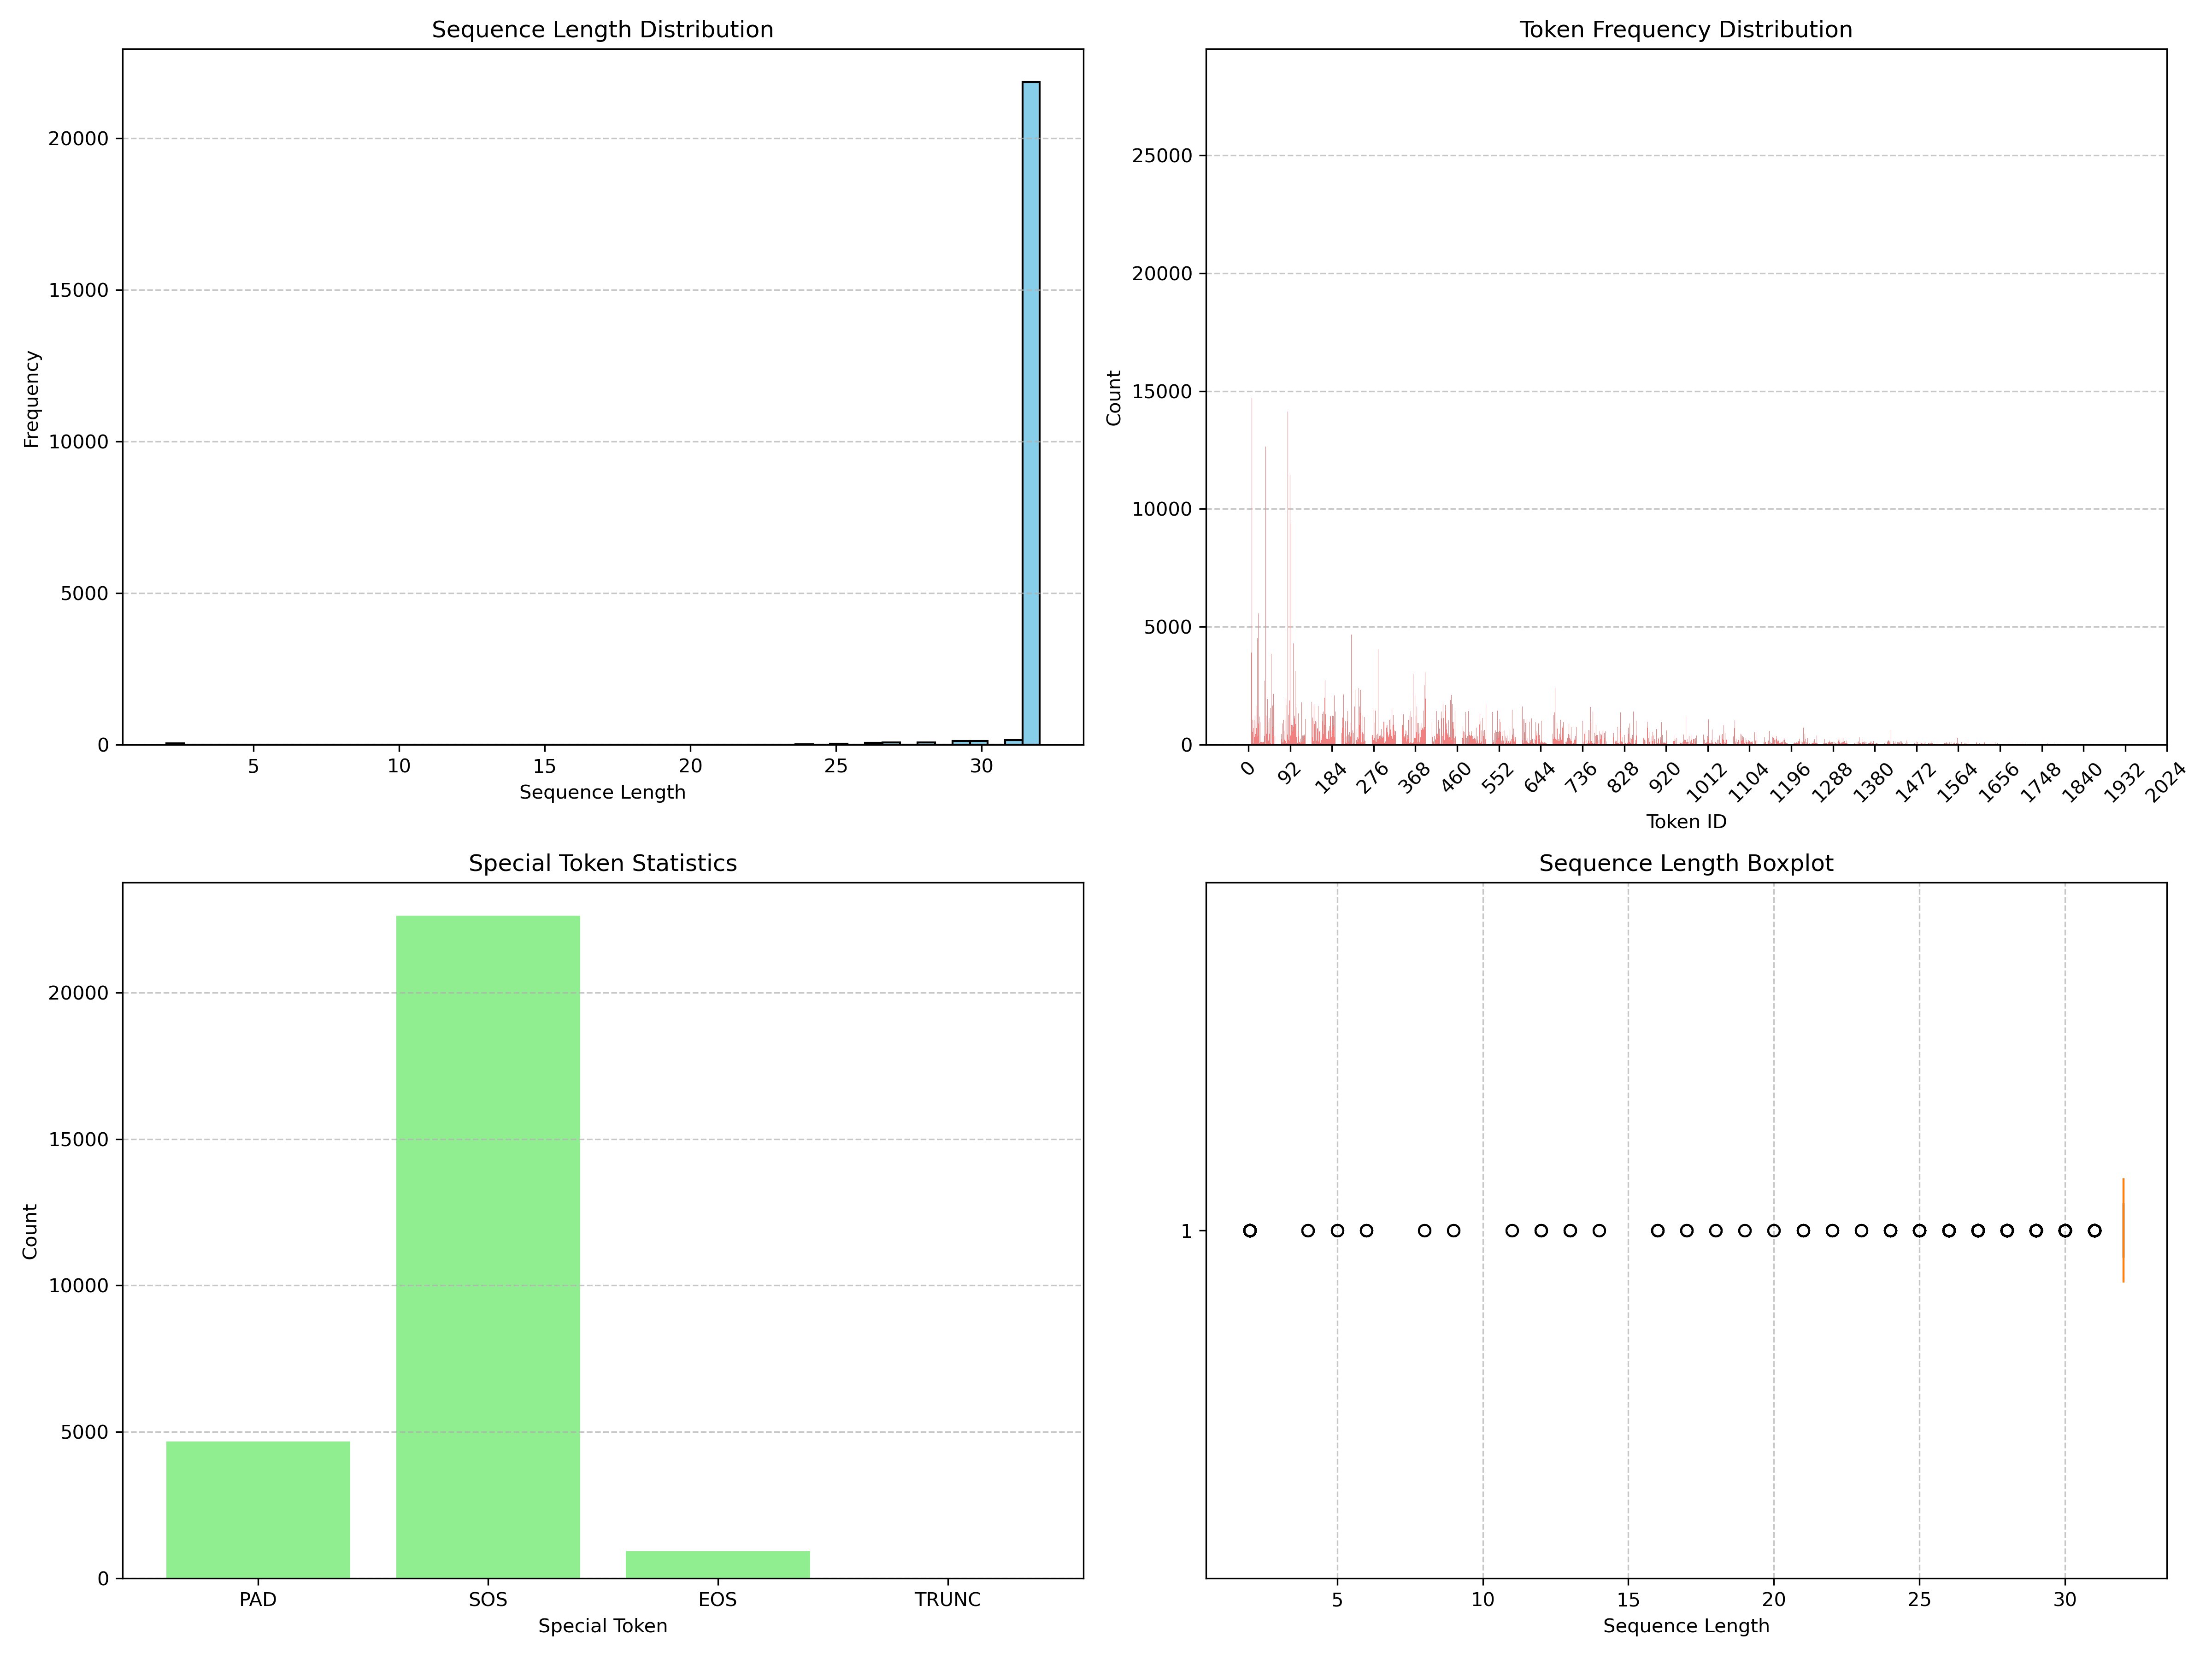 Sequence Length Distribution
Frequency
20000
15000
10000
5000
0
5 10 15 20 25 30
Sequence Length
Token Frequency Distribution
Count
25000
20000
15000
10000
5000
0
0 92 184 276 368 460 552 644 736 828 920 1012 1104 1196 1288 1380 1472 1564 1656 1748 1840 1932 2024
Token ID
Special Token Statistics
Count
20000
15000
10000
5000
0
PAD SOS EOS TRUNC
Special Token
Sequence Length Boxplot
1
5 10 15 20 25 30
Sequence Length